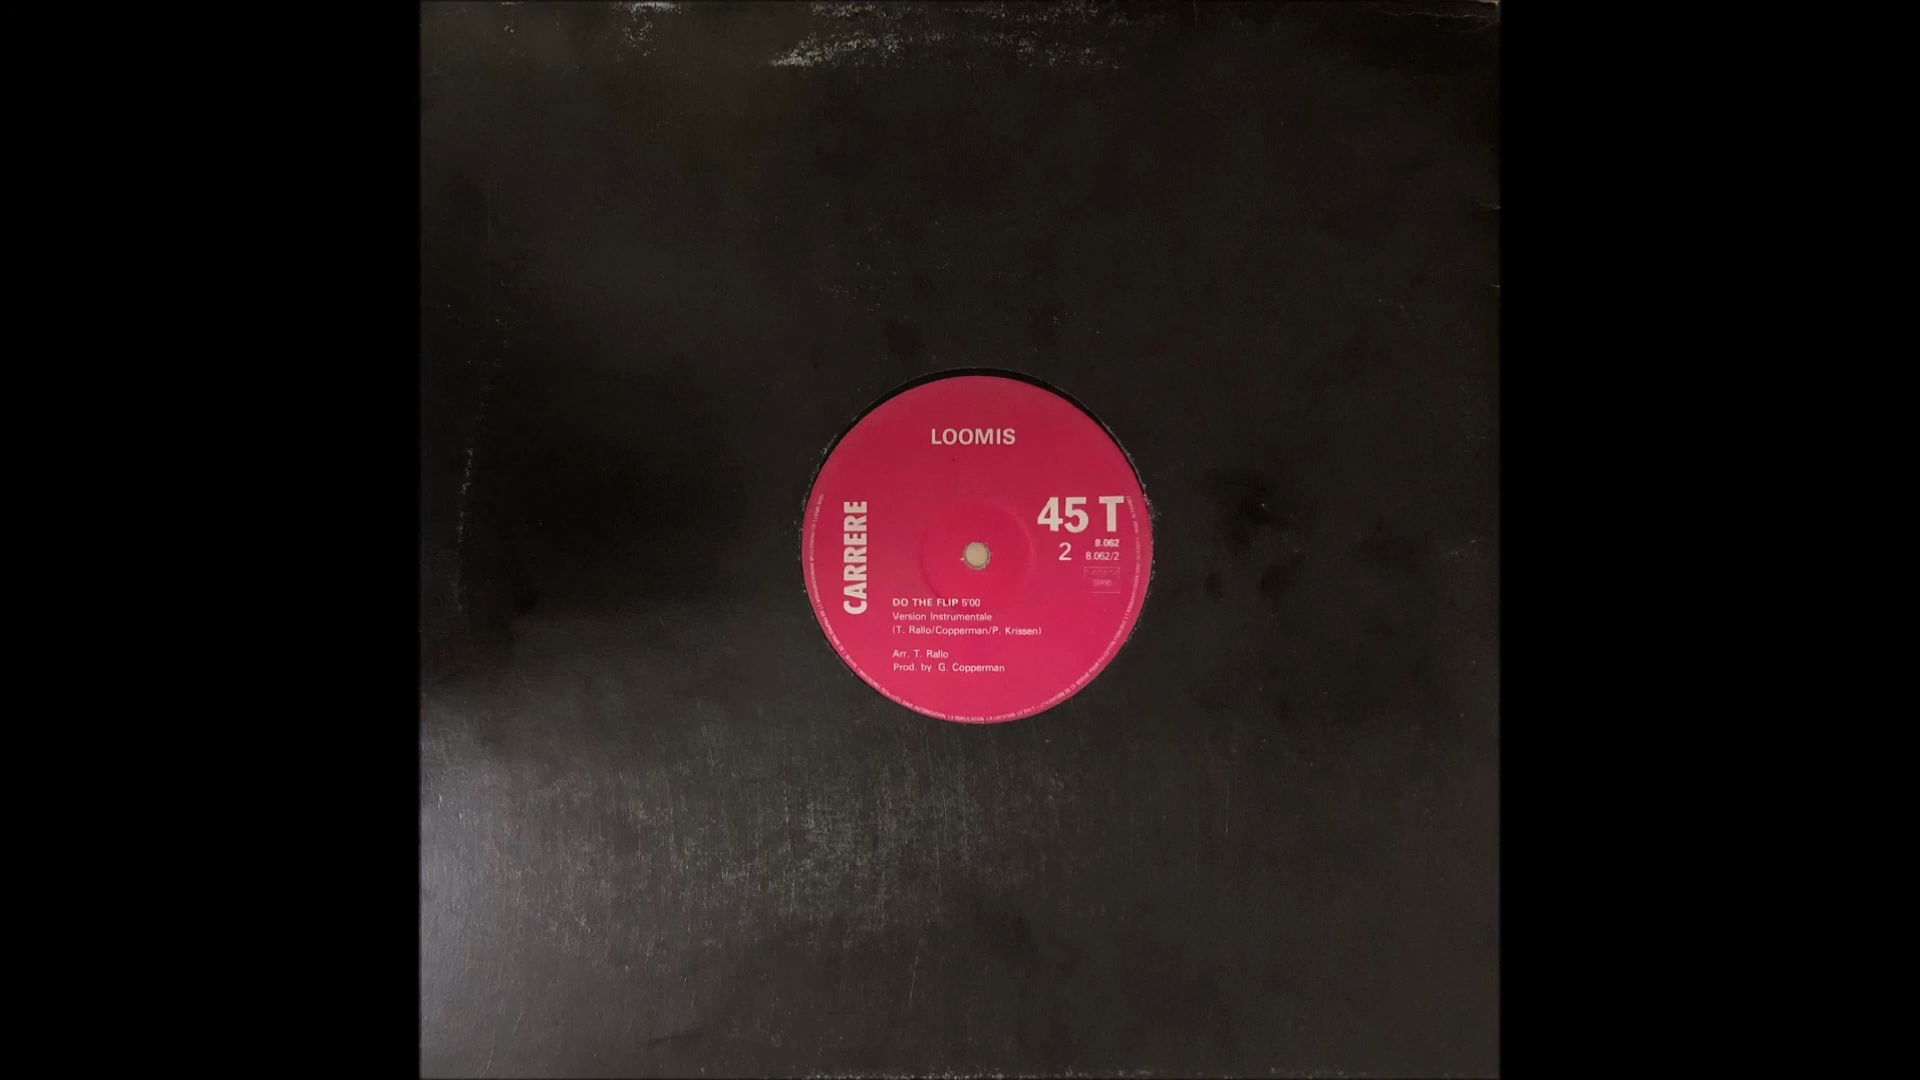 LOOMIS
CARRERE
45 T
2
8.062
8.062/2
DO THE FLIP 5'00
Version Instrumentale
(T. Rallo/Copperman/P. Krissen)
Arr. T. Rallo
Prod. by G. Copperman